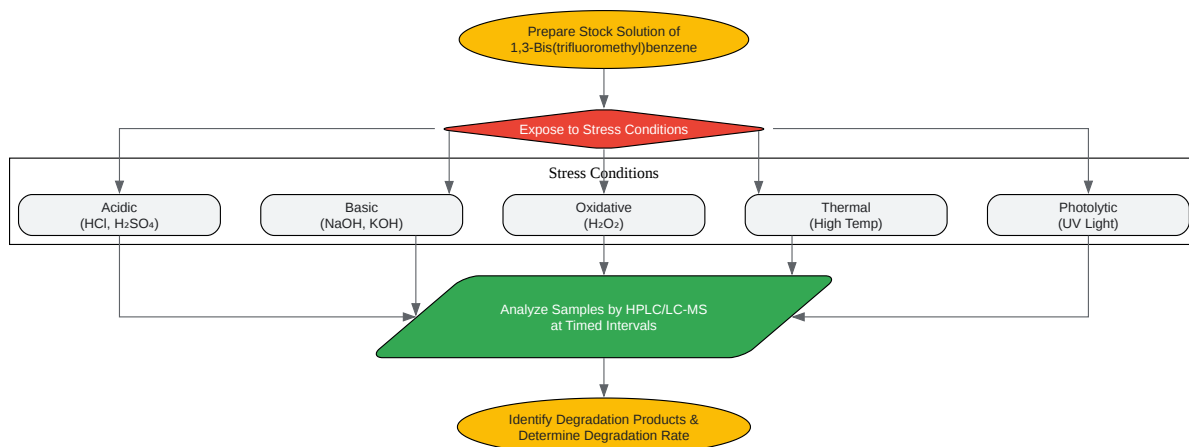 Prepare Stock Solution of
1,3-Bis(trifluoromethyl)benzene
Expose to Stress Conditions
Stress Conditions
Acidic
(HCl, H₂SO₄)
Basic
(NaOH, KOH)
Oxidative
(H₂O₂)
Thermal
(High Temp)
Photolytic
(UV Light)
Analyze Samples by HPLC/LC-MS
at Timed Intervals
Identify Degradation Products &
Determine Degradation Rate